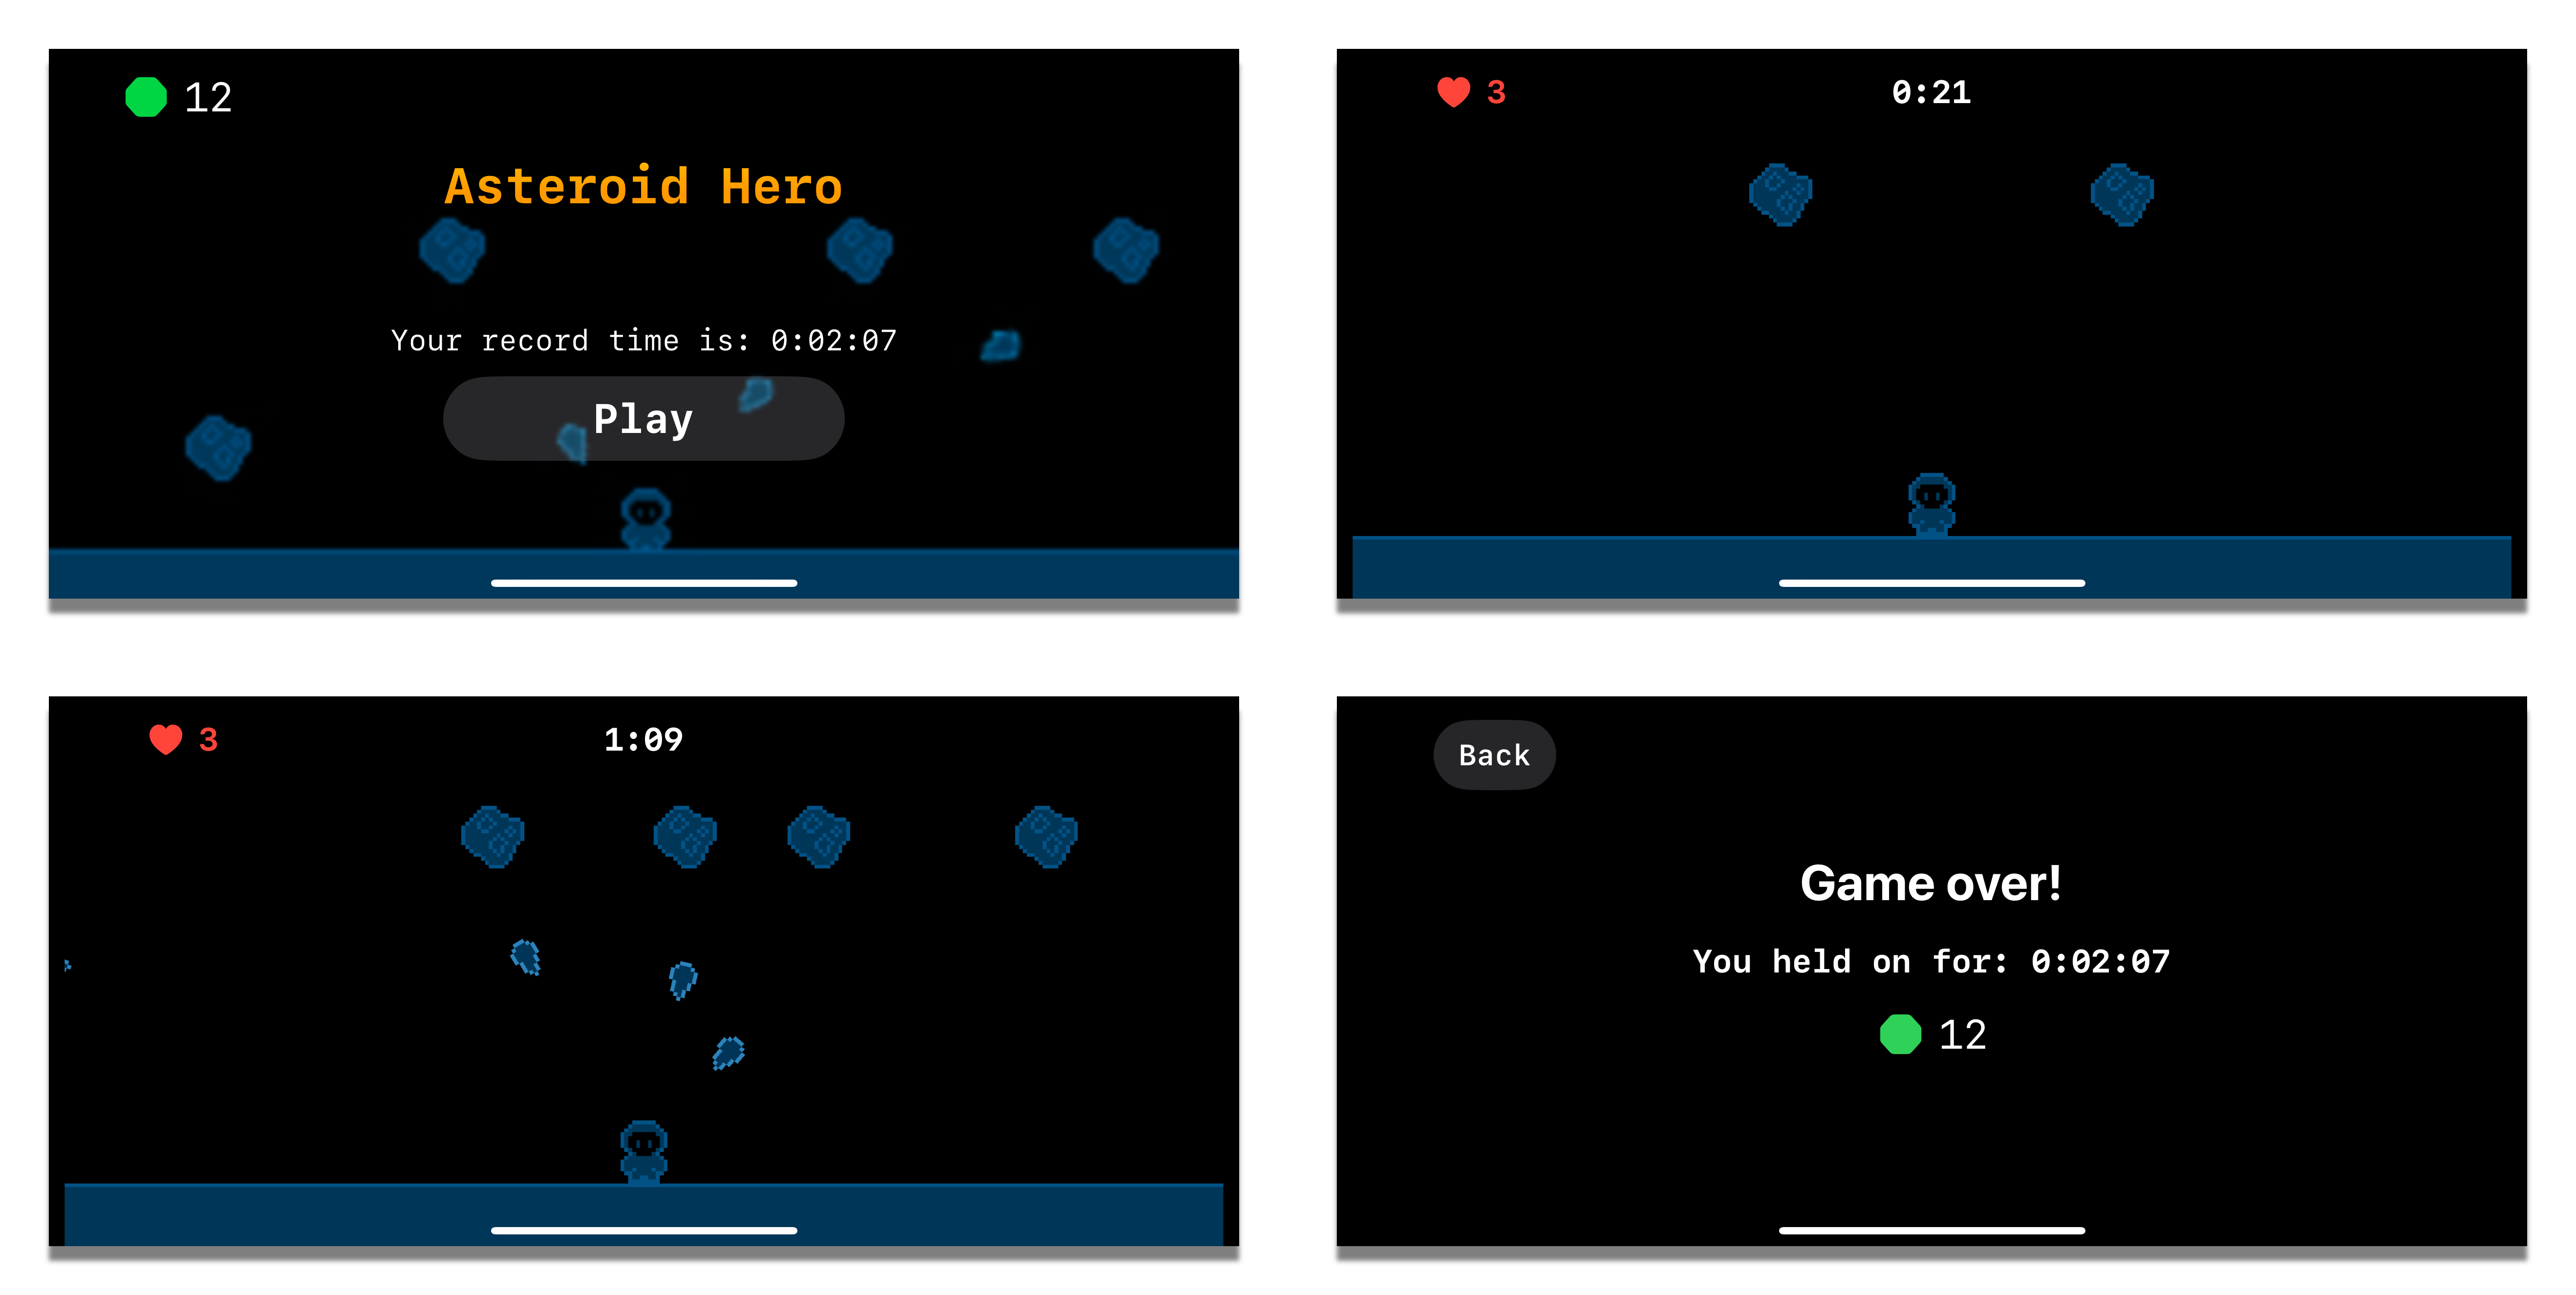 12
Asteroid Hero
Your record time is: 0:02:07
Play
3
0:21
3
1:09
Back
Game over!
You held on for: 0:02:07
12